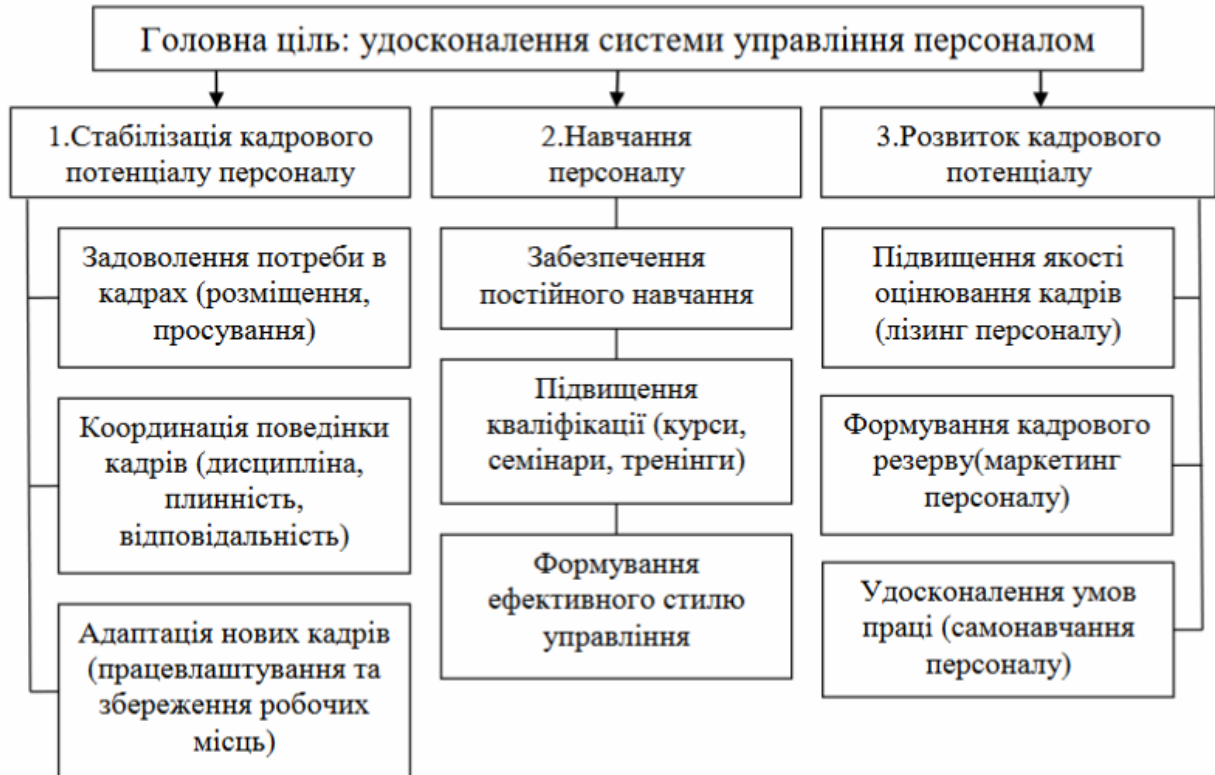 Головна ціль: удосконалення системи управління персоналом
1.Стабілізація кадрового
потенціалу персоналу
Задоволення потреби в
кадрах (розміщення,
просування)
Координація поведінки
кадрів (дисципліна,
плинність,
відповідальність)
Адаптація нових кадрів
(працевлаштування та
збереження робочих
місць)
2.Навчання
персоналу
Забезпечення
постійного навчання
Підвищення
кваліфікації (курси,
семінари, тренінги)
Формування
ефективного стилю
управління
3.Розвиток кадрового
потенціалу
Підвищення якості
оцінювання кадрів
(лізинг персоналу)
Формування кадрового
резерву(маркетинг
персоналу)
Удосконалення умов
праці (самонавчання
персоналу)